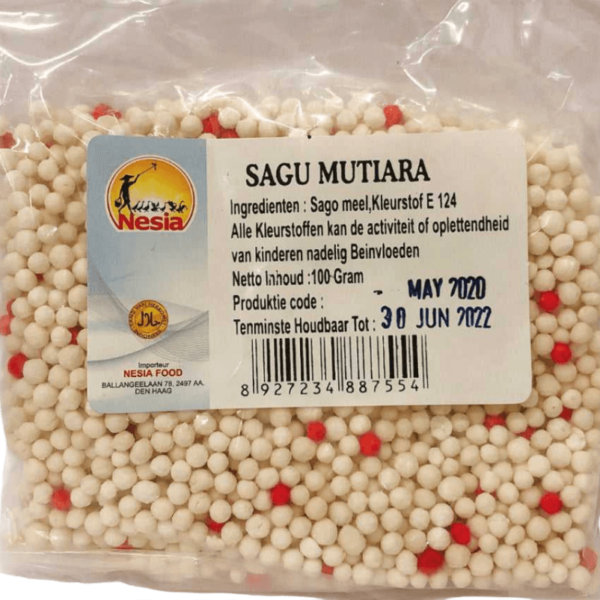 Nesia
SAGU MUTIARA
Ingredienten : Sago meel,Kleurstof E 124
Alle Kleurstoffen kan de activiteit of oplettendheid
van kinderen nadelig Beinvloeden
Netto Inhoud :100 Gram
Produktie code : - MAY 2020
Tenminste Houdbaar Tot : 30 JUN 2022
8 927234 887554
حلال
Importeur
NESIA FOOD
BALLANGEELAAN 78, 2497 AA.
DEN HAAG